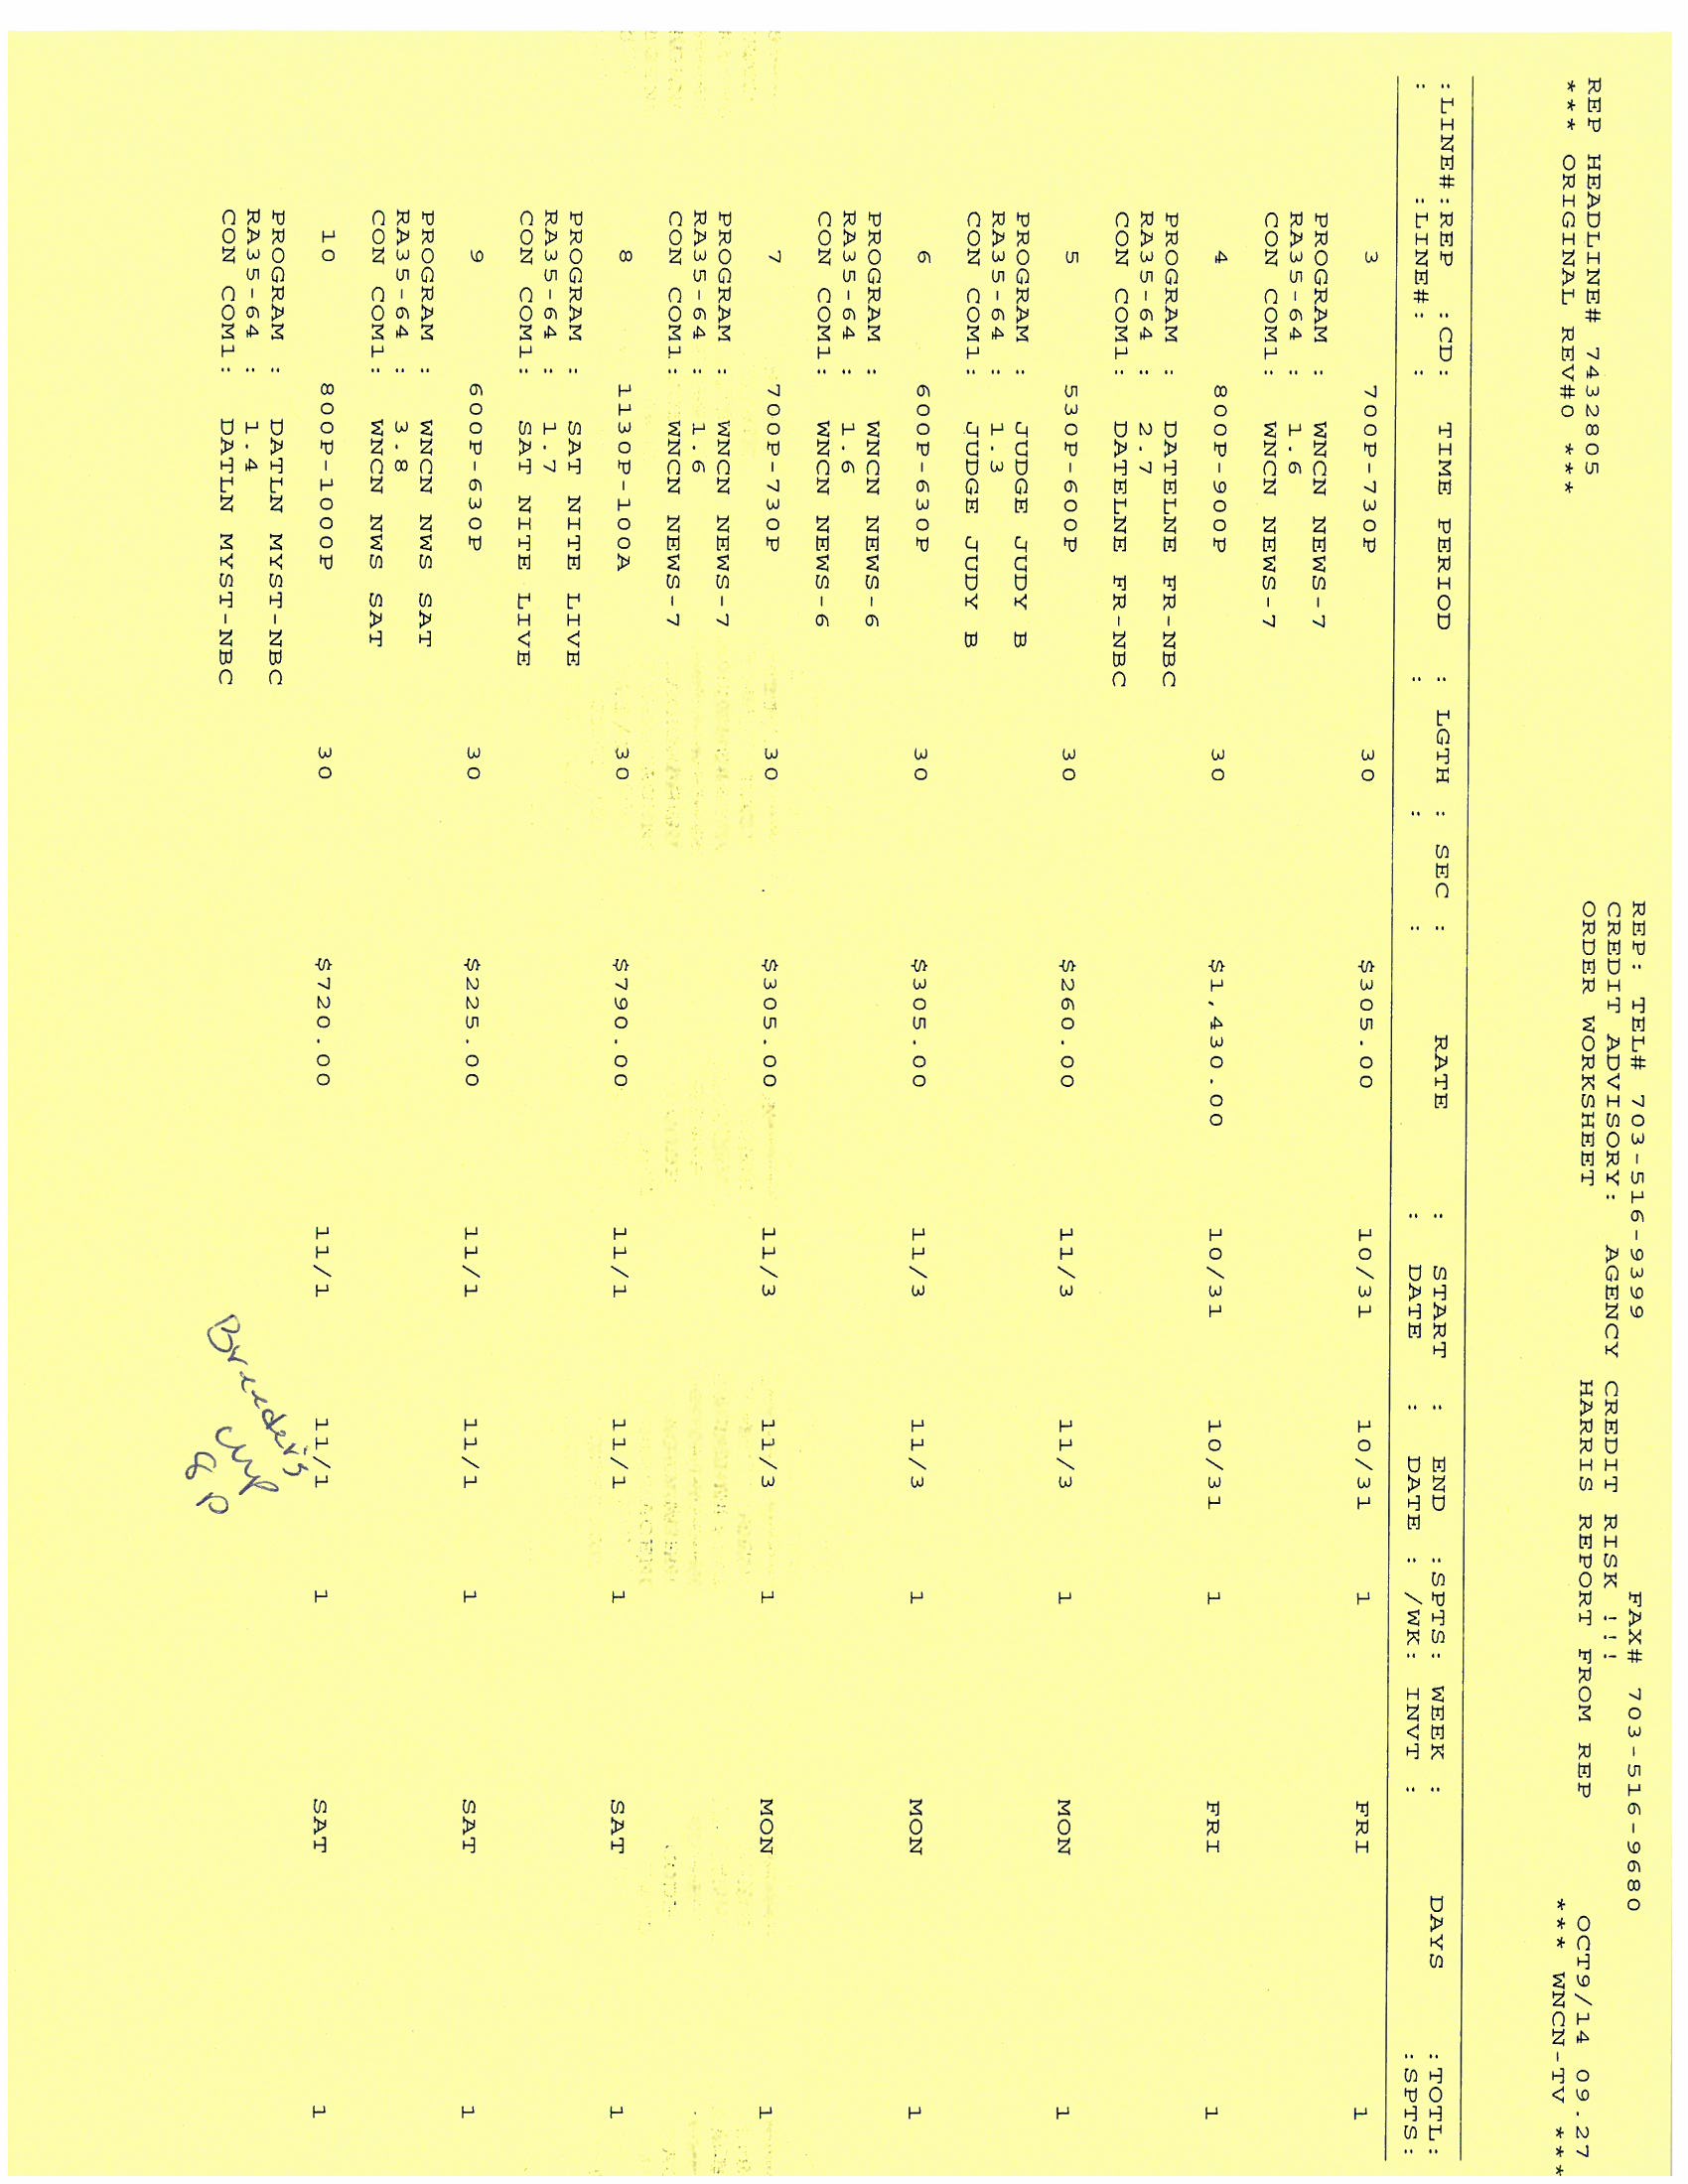 REP: TEL# 703-516-9399 FAX# 703-516-9680
CREDIT ADVISORY: AGENCY CREDIT RISK !!!
REP HEADLINE# 7432805 ORDER WORKSHEET HARRIS REPORT FROM REP OCT9/14 09.27
*** ORIGINAL REV#0 *** *** WNCN-TV ***
:LINE#:REP :CD: TIME PERIOD : LGTH : SEC : RATE : START : END :SPTS: WEEK : DAYS :TOTL:
: :LINE#: : : : : DATE : DATE : /WK: INVT : :SPTS:
3 700P-730P 30 $305.00 10/31 10/31 1 FRI 1
PROGRAM : WNCN NEWS-7
RA35-64 : 1.6
CON COM1: WNCN NEWS-7
4 800P-900P 30 $1,430.00 10/31 10/31 1 FRI 1
PROGRAM : DATELNE FR-NBC
RA35-64 : 2.7
CON COM1: DATELNE FR-NBC
5 530P-600P 30 $260.00 11/3 11/3 1 MON 1
PROGRAM : JUDGE JUDY B
RA35-64 : 1.3
CON COM1: JUDGE JUDY B
6 600P-630P 30 $305.00 11/3 11/3 1 MON 1
PROGRAM : WNCN NEWS-6
RA35-64 : 1.6
CON COM1: WNCN NEWS-6
7 700P-730P 30 $305.00 11/3 11/3 1 MON 1
PROGRAM : WNCN NEWS-7
RA35-64 : 1.6
CON COM1: WNCN NEWS-7
8 1130P-100A 30 $790.00 11/1 11/1 1 SAT 1
PROGRAM : SAT NITE LIVE
RA35-64 : 1.7
CON COM1: SAT NITE LIVE
9 600P-630P 30 $225.00 11/1 11/1 1 SAT 1
PROGRAM : WNCN NWS SAT
RA35-64 : 3.8
CON COM1: WNCN NWS SAT
10 800P-1000P 30 $720.00 11/1 11/1 1 SAT 1
PROGRAM : DATLN MYST-NBC
RA35-64 : 1.4
CON COM1: DATLN MYST-NBC
Breeder's
Cup
8p